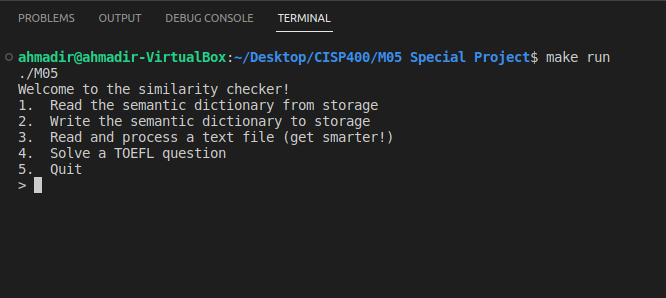 PROBLEMS OUTPUT DEBUG CONSOLE TERMINAL
ahmadir@ahmadir-VirtualBox:~/Desktop/CISP400/M05 Special Project$ make run
./M05
Welcome to the similarity checker!
1.  Read the semantic dictionary from storage
2.  Write the semantic dictionary to storage
3.  Read and process a text file (get smarter!)
4.  Solve a TOEFL question
5.  Quit
>